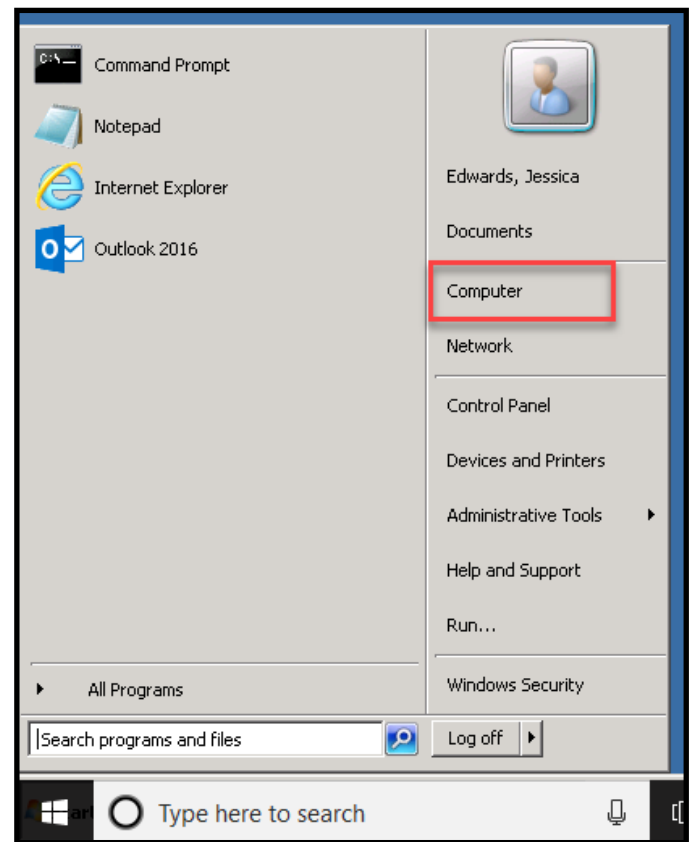 C:\
Command Prompt
Notepad
Internet Explorer
Outlook 2016
All Programs
Search programs and files
Edwards, Jessica
Documents
Computer
Network
Control Panel
Devices and Printers
Administrative Tools
Help and Support
Run...
Windows Security
Log off
Type here to search